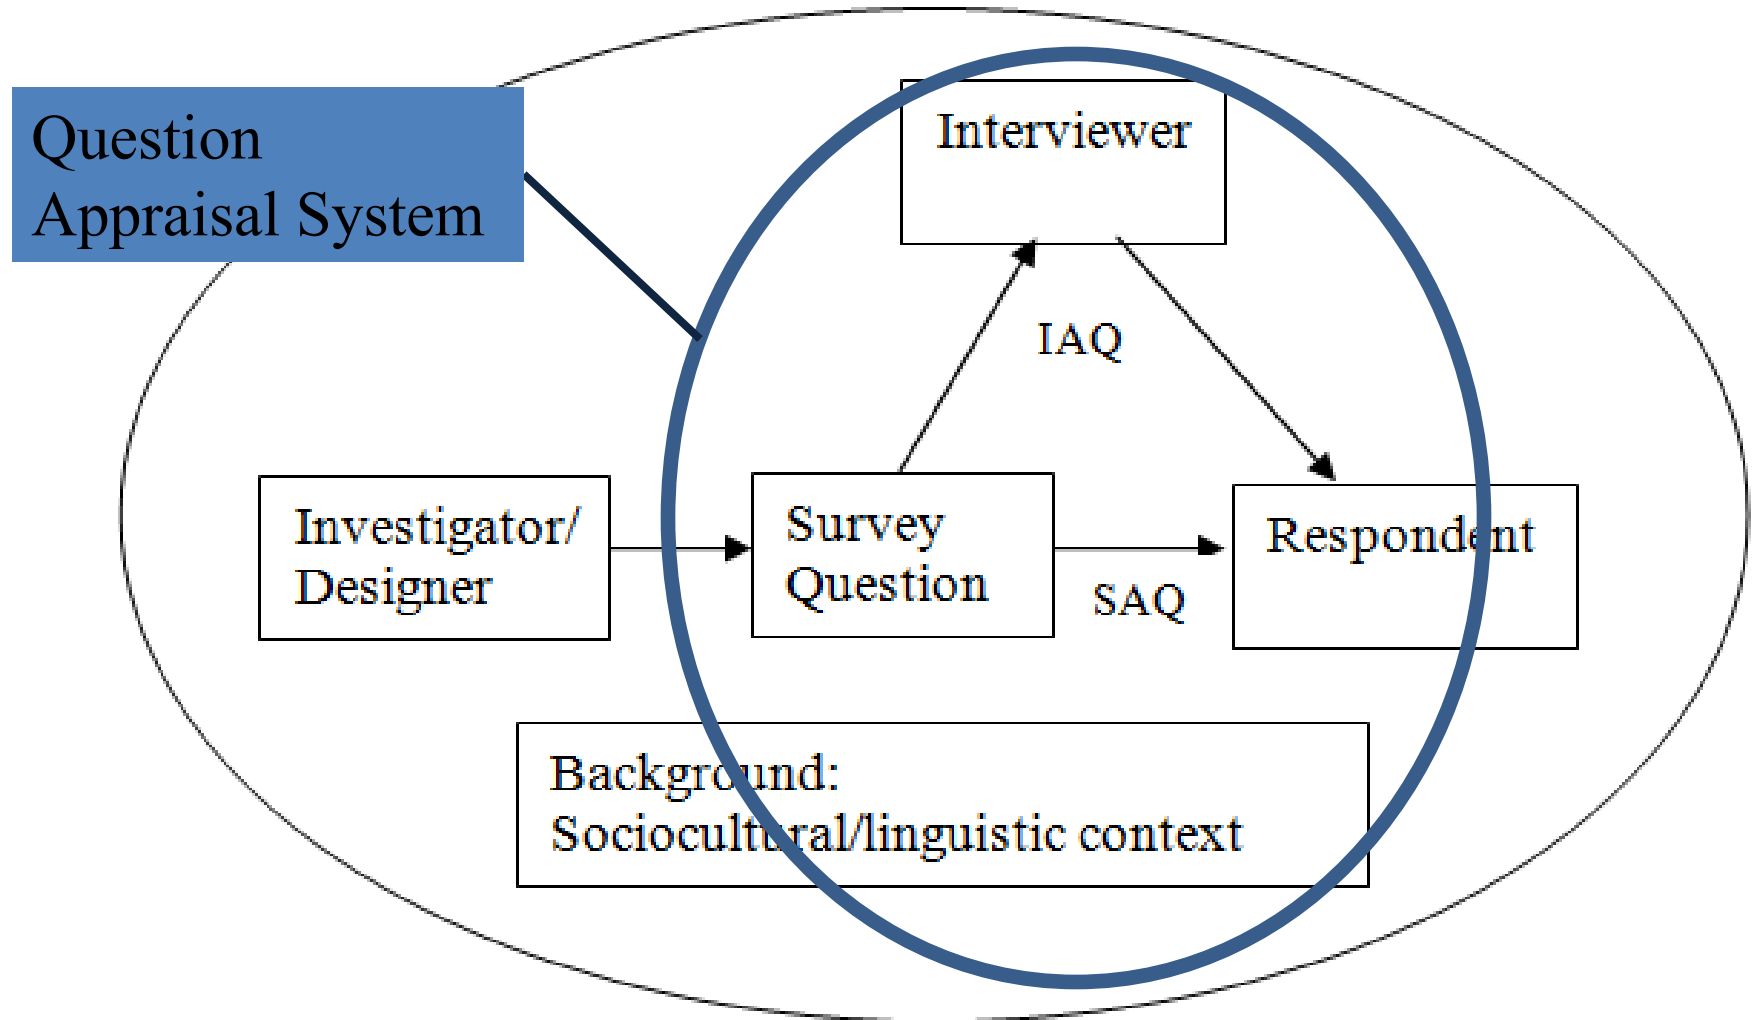 Question
Appraisal System
Interviewer
IAQ
Investigator/
Designer
Survey
Question
SAQ
Respondent
Background:
Sociocultural/linguistic context